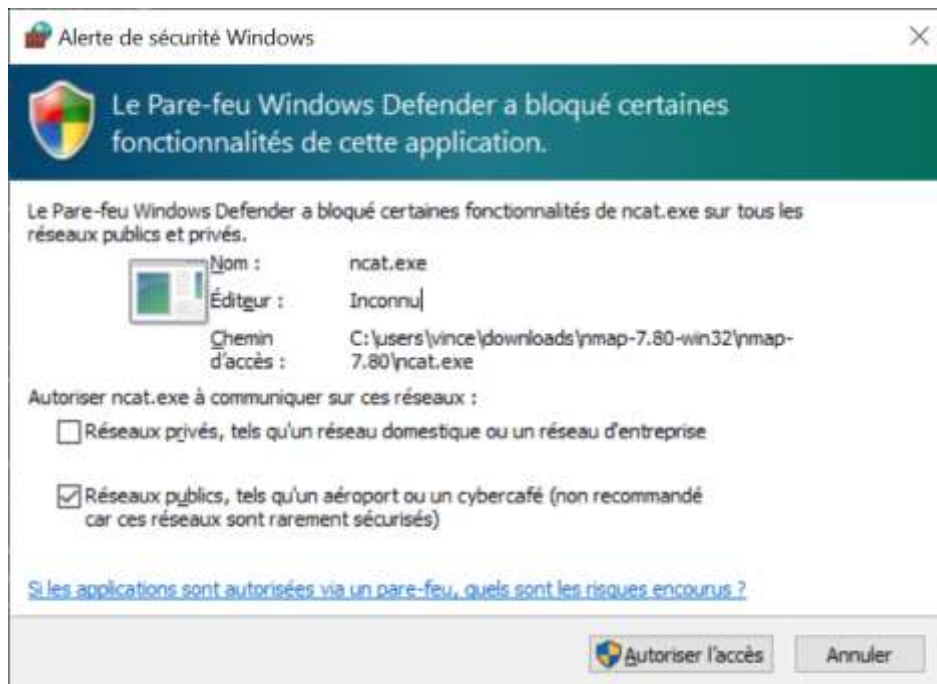 Alerte de sécurité Windows
Le Pare-feu Windows Defender a bloqué certaines
fonctionnalités de cette application.
Le Pare-feu Windows Defender a bloqué certaines fonctionnalités de ncat.exe sur tous les
réseaux publics et privés.
Nom : ncat.exe
Éditeur : Inconnu
Chemin C:\users\vince\downloads\nmap-7.80-win32\nmap-
d'accès : 7.80\ncat.exe
Autoriser ncat.exe à communiquer sur ces réseaux :
Réseaux privés, tels qu'un réseau domestique ou un réseau d'entreprise
Réseaux publics, tels qu'un aéroport ou un cybercafé (non recommandé
car ces réseaux sont rarement sécurisés)
Si les applications sont autorisées via un pare-feu, quels sont les risques encourus ?
Autoriser l'accès Annuler